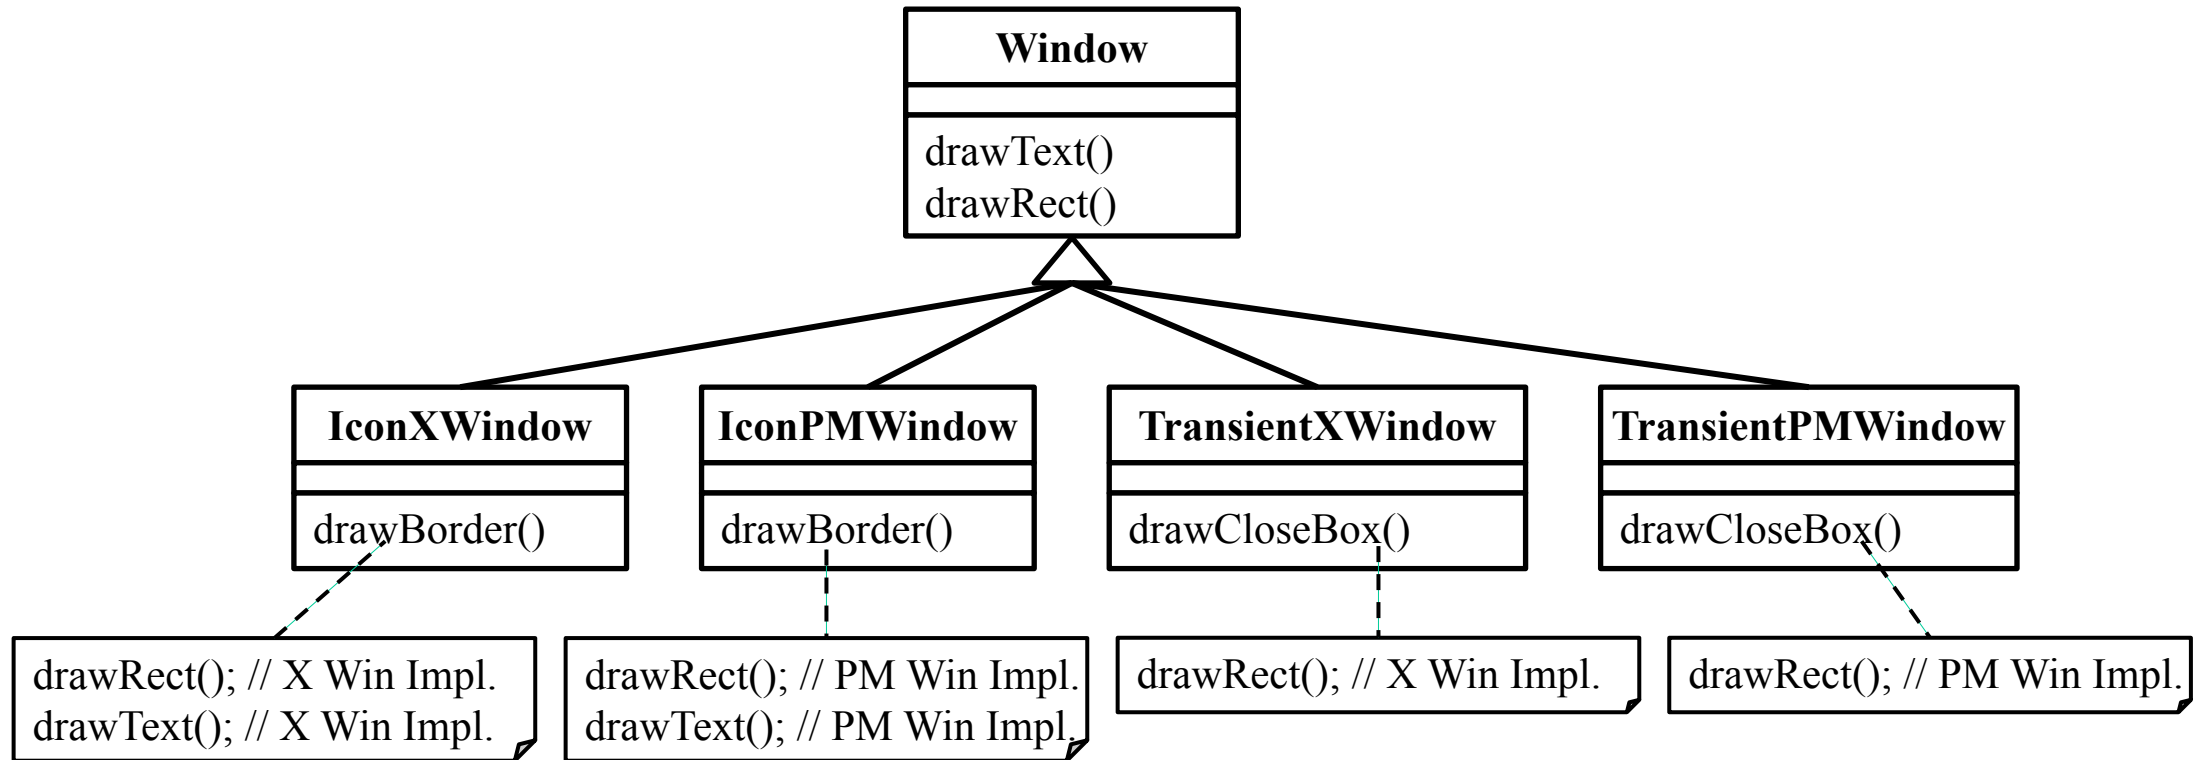 Window
drawText()
drawRect()
IconXWindow
drawBorder()
IconPMWindow
drawBorder()
TransientXWindow
drawCloseBox()
TransientPMWindow
drawCloseBox()
drawRect(); // X Win Impl.
drawText(); // X Win Impl.
drawRect(); // PM Win Impl.
drawText(); // PM Win Impl.
drawRect(); // X Win Impl.
drawRect(); // PM Win Impl.